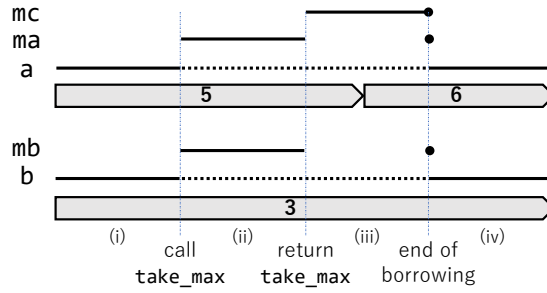 mc
ma
a
5 6
mb
b
3
(i) (ii) (iii) (iv)
call return end of
take_max take_max borrowing